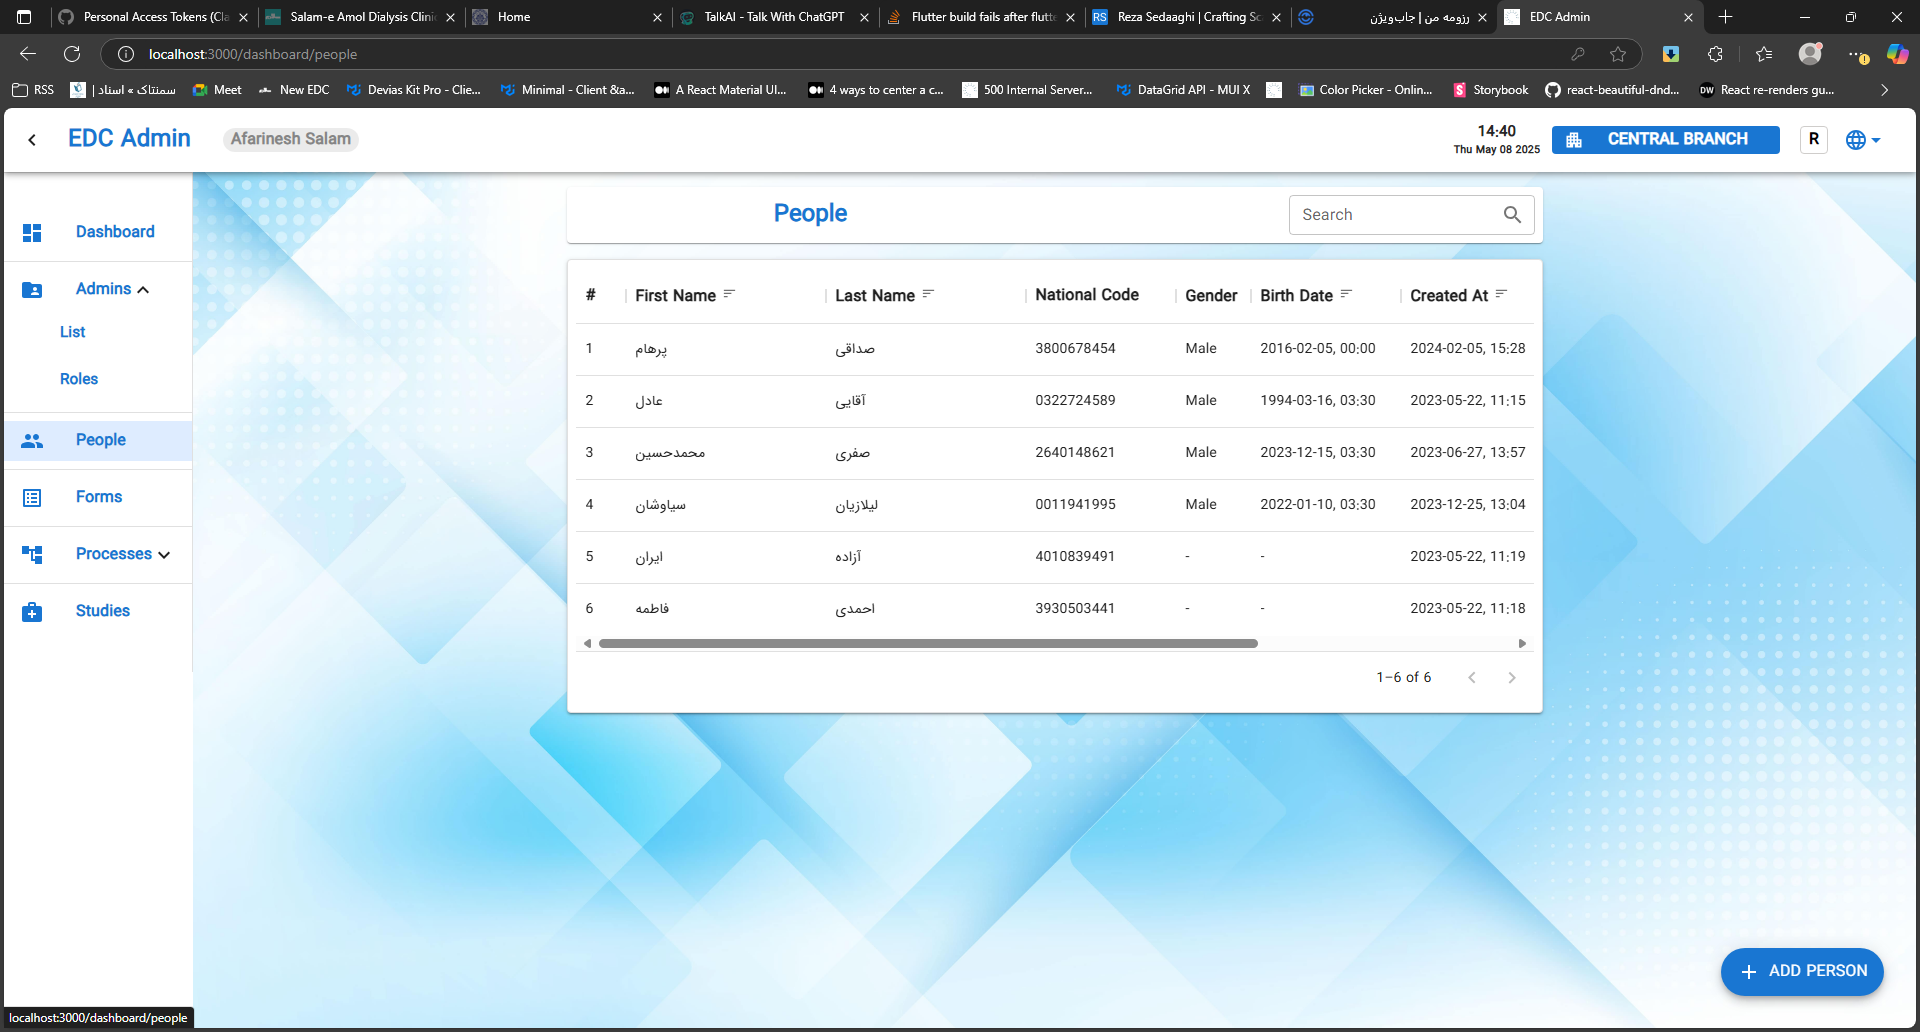 Personal Access Tokens (Cla
Salam-e Amol Dialysis Clinic
Home
TalkAI - Talk With ChatGPT
Flutter build fails after flutte
Reza Sedaaghi | Crafting Sc
رزومه من | جاب‌ویژن
EDC Admin
localhost:3000/dashboard/people
RSS
سمنتاک » اسناد |
Meet
New EDC
Devias Kit Pro - Clie...
Minimal - Client &a...
A React Material UI...
4 ways to center a c...
500 Internal Server...
DataGrid API - MUI X
Color Picker - Onlin...
Storybook
react-beautiful-dnd...
DW React re-renders gu...
EDC Admin
Afarinesh Salam
14:40
Thu May 08 2025
CENTRAL BRANCH
R
Dashboard
Admins
List
Roles
People
Forms
Processes
Studies
People
Search
# First Name Last Name National Code Gender Birth Date Created At
1 پرهام صداقی 3800678454 Male 2016-02-05, 00:00 2024-02-05, 15:28
2 عادل آقایی 0322724589 Male 1994-03-16, 03:30 2023-05-22, 11:15
3 محمدحسین صفری 2640148621 Male 2023-12-15, 03:30 2023-06-27, 13:57
4 سیاوشان لیلازیان 0011941995 Male 2022-01-10, 03:30 2023-12-25, 13:04
5 ایران آزاده 4010839491 - - 2023-05-22, 11:19
6 فاطمه احمدی 3930503441 - - 2023-05-22, 11:18
1–6 of 6
ADD PERSON
localhost:3000/dashboard/people